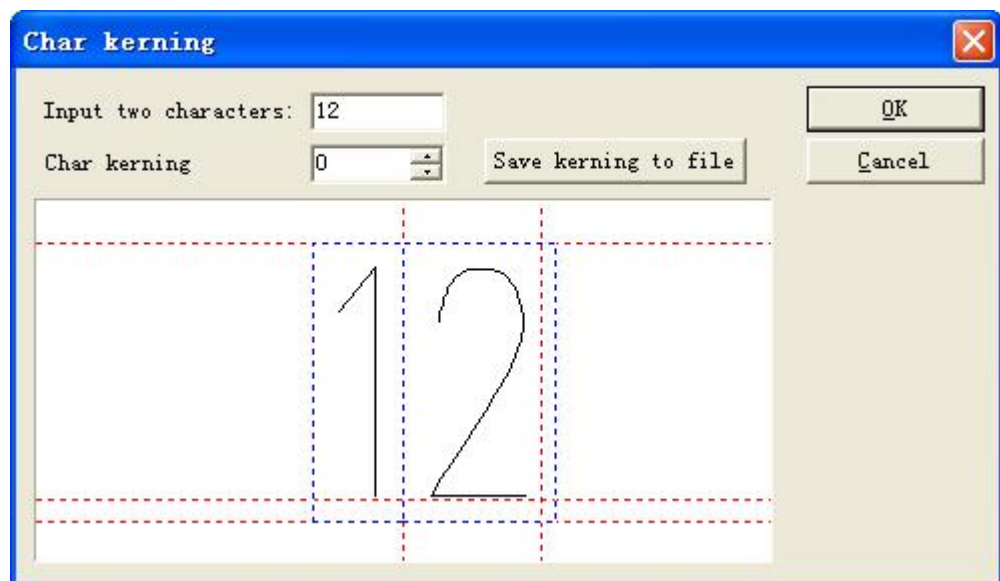 Char kerning
Input two characters: 12
OK
Char kerning 0 Save kerning to file
Cancel
12